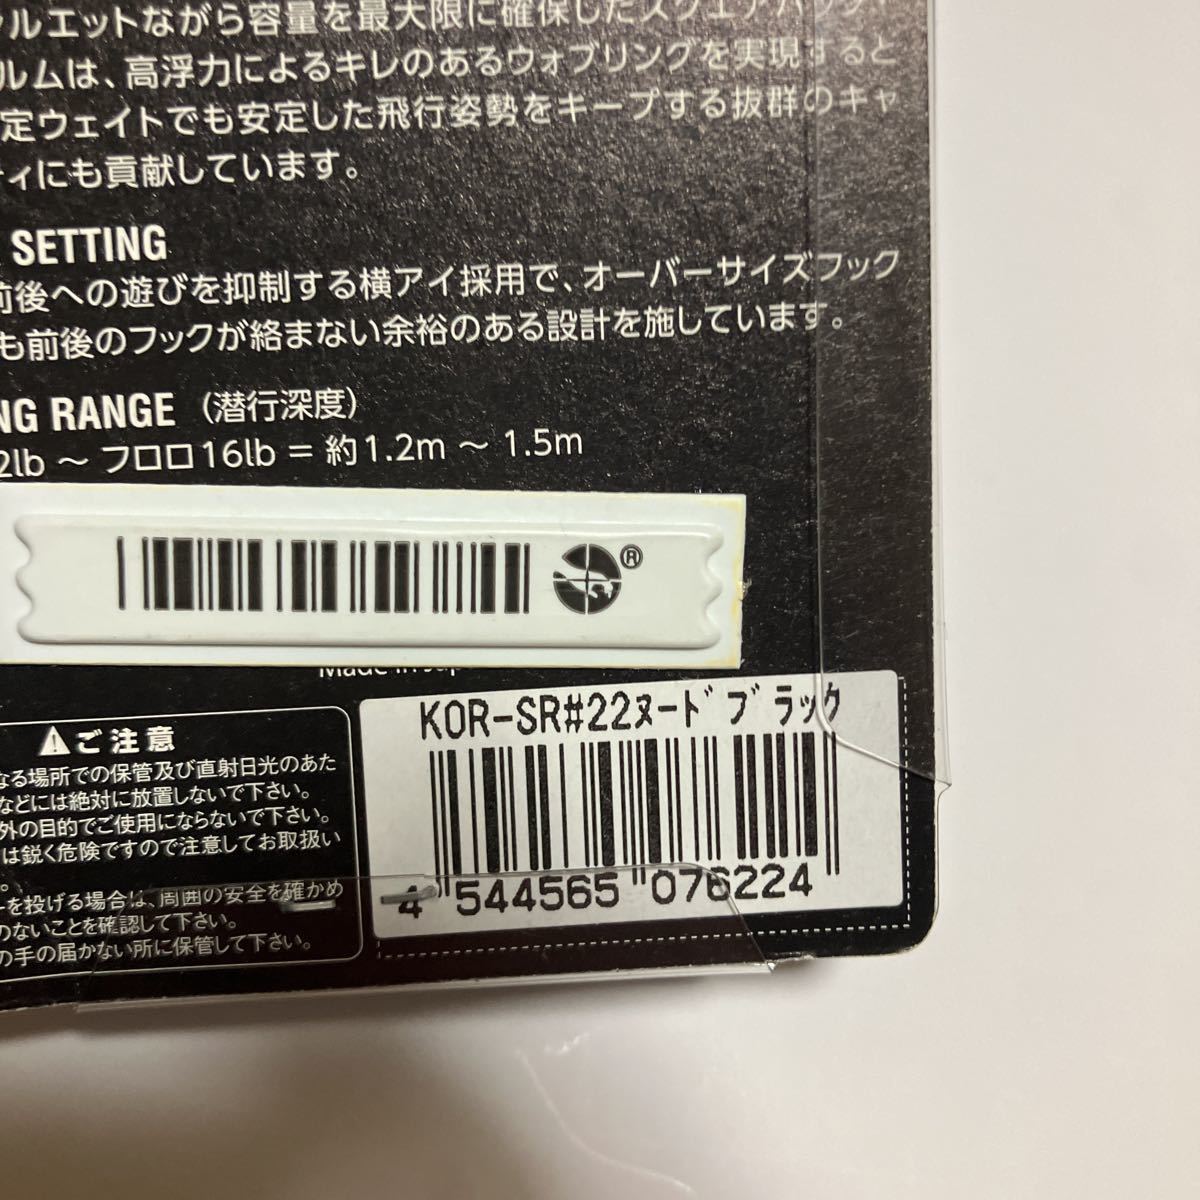 ルエットながら容量を最大限に確保したスクエアバック
ルムは、高浮力によるキレのあるウォブリングを実現すると
定ウェイトでも安定した飛行姿勢をキープする抜群のキャ
ティにも貢献しています。
SETTING
前後への遊びを抑制する横アイ採用で、オーバーサイズフック
も前後のフックが絡まない余裕のある設計を施しています。
NG RANGE（潜行深度）
2lb ～ フロロ16lb = 約1.2m ～ 1.5m
®
Made in
⚠ご注意
なる場所での保管及び直射日光のあた
などには絶対に放置しないで下さい。
外の目的でご使用にならないで下さい。
は鋭く危険ですので注意してお取扱い
。
ーを投げる場合は、周囲の安全を確かめ
のないことを確認して下さい。
の手の届かない所に保管して下さい。
KOR-SR#22ヌードブラック
4 544565 076224